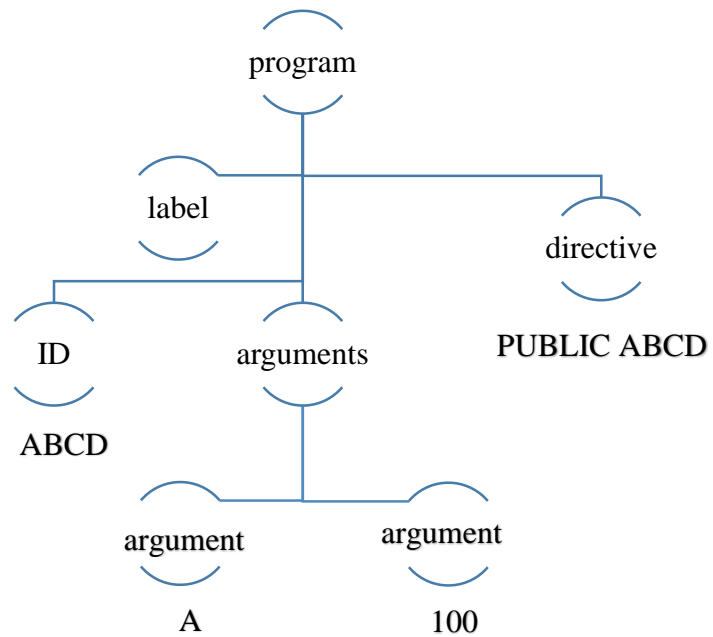 program
label
directive
ID
arguments
PUBLIC ABCD
ABCD
argument
argument
A
100